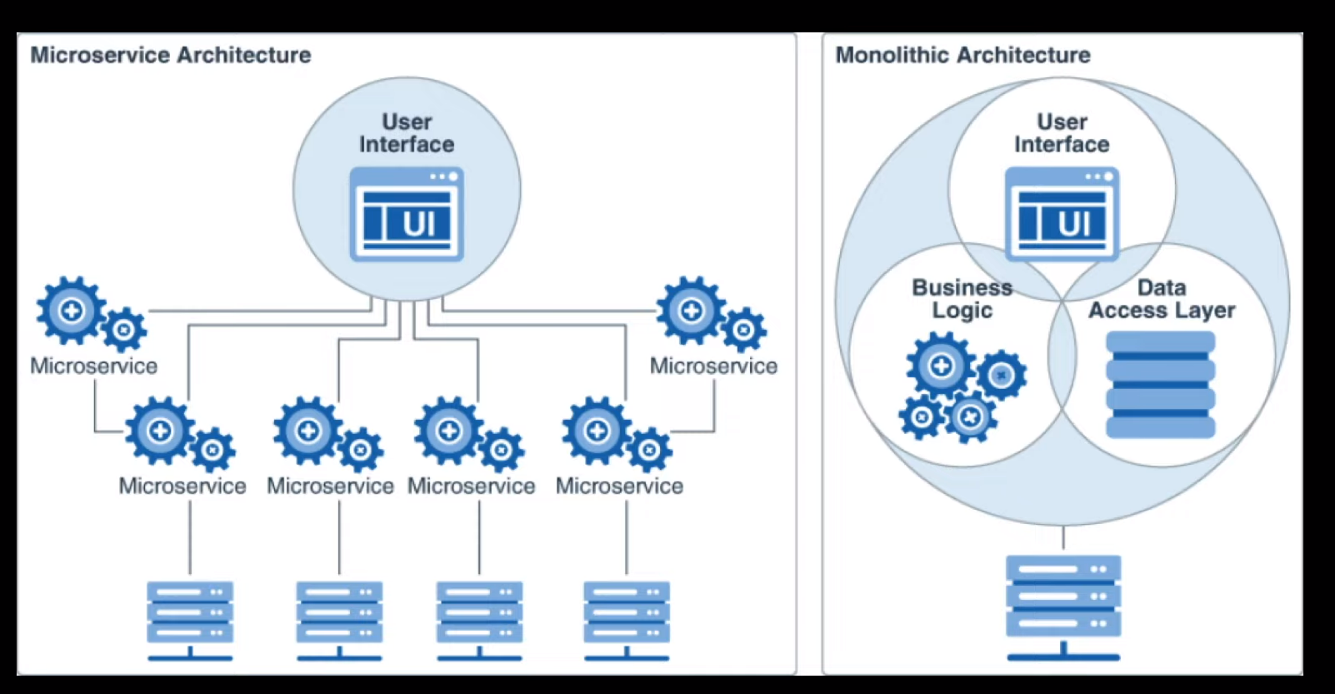 Microservice Architecture
User
Interface
UI
Microservice
Microservice
Microservice
Microservice
Microservice
Microservice
Monolithic Architecture
User
Interface
UI
Business
Logic
Data
Access Layer